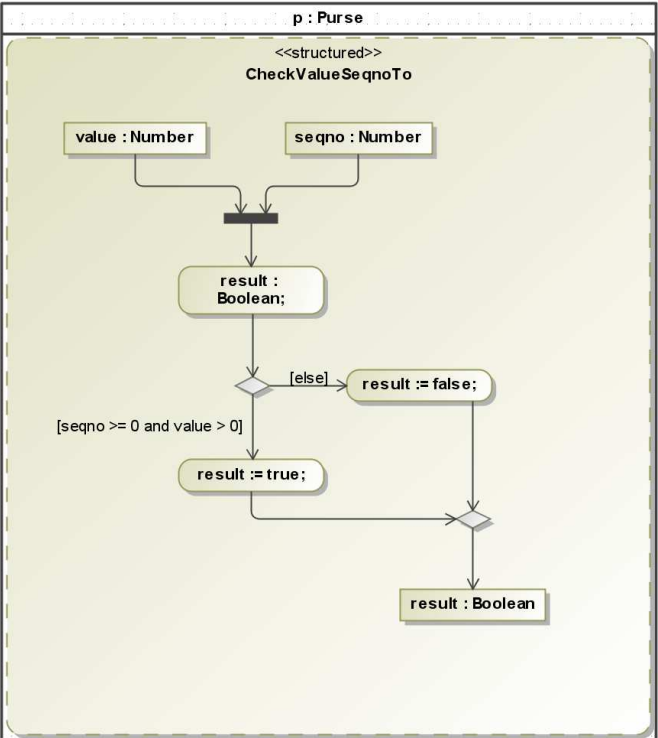 p : Purse
<<structured>>
CheckValueSeqnoTo
value : Number
seqno : Number
result :
Boolean;
[else]
result := false;
[seqno >= 0 and value > 0]
result := true;
result : Boolean